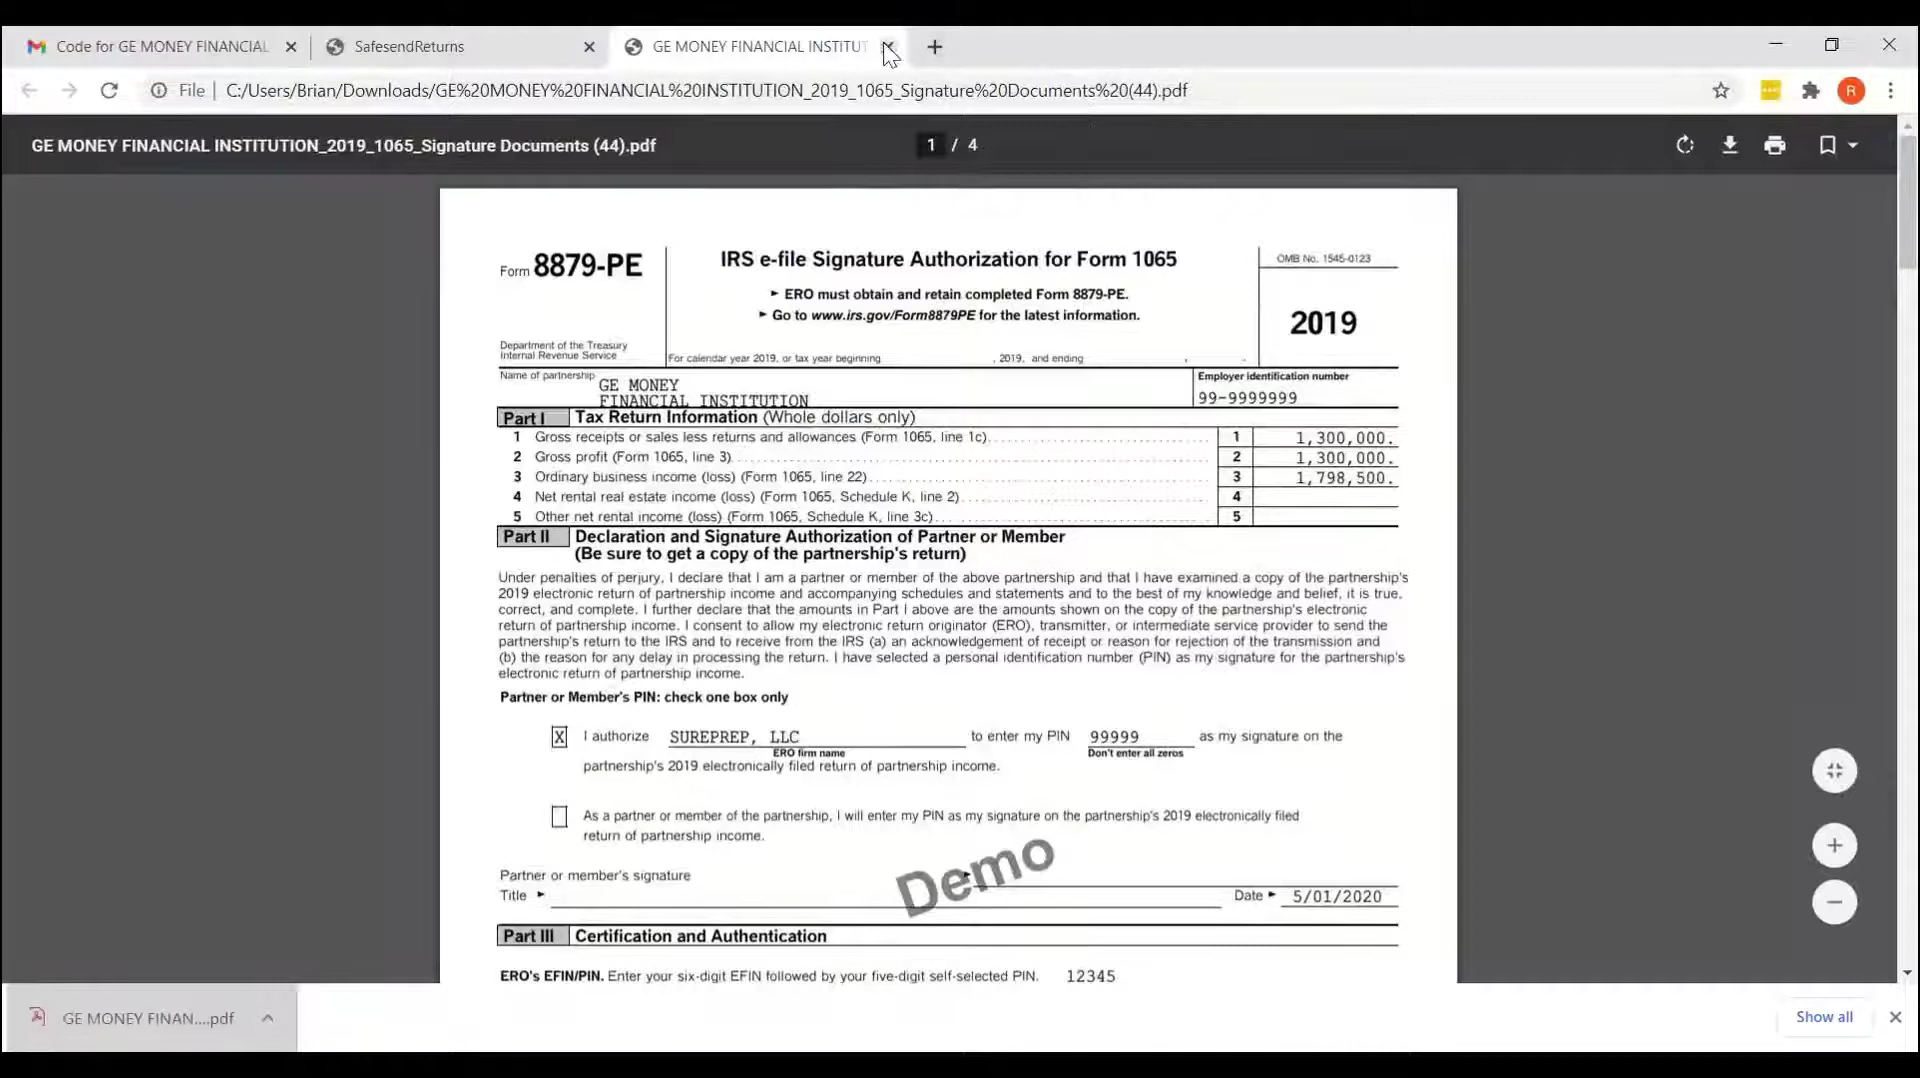 Code for GE MONEY FINANCIAL
SafesendReturns
GE MONEY FINANCIAL INSTITUT
File
C:/Users/Brian/Downloads/GE%20MONEY%20FINANCIAL%20INSTITUTION_2019_1065_Signature%20Documents%20(44).pdf
R
GE MONEY FINANCIAL INSTITUTION_2019_1065_Signature Documents (44).pdf
1 / 4
Form 8879-PE
IRS e-file Signature Authorization for Form 1065
OMB No. 1545-0123
► ERO must obtain and retain completed Form 8879-PE.
► Go to www.irs.gov/Form8879PE for the latest information.
2019
Department of the Treasury
Internal Revenue Service
For calendar year 2019, or tax year beginning , 2019, and ending , .
Name of partnership
GE MONEY
FINANCIAL INSTITUTION
Employer identification number
99-9999999
Part I Tax Return Information (Whole dollars only)
1 Gross receipts or sales less returns and allowances (Form 1065, line 1c) 1 1,300,000.
2 Gross profit (Form 1065, line 3) 2 1,300,000.
3 Ordinary business income (loss) (Form 1065, line 22) 3 1,798,500.
4 Net rental real estate income (loss) (Form 1065, Schedule K, line 2) 4
5 Other net rental income (loss) (Form 1065, Schedule K, line 3c) 5
Part II Declaration and Signature Authorization of Partner or Member
(Be sure to get a copy of the partnership's return)
Under penalties of perjury, I declare that I am a partner or member of the above partnership and that I have examined a copy of the partnership's
2019 electronic return of partnership income and accompanying schedules and statements and to the best of my knowledge and belief, it is true,
correct, and complete. I further declare that the amounts in Part I above are the amounts shown on the copy of the partnership's electronic
return of partnership income. I consent to allow my electronic return originator (ERO), transmitter, or intermediate service provider to send the
partnership's return to the IRS and to receive from the IRS (a) an acknowledgement of receipt or reason for rejection of the transmission and
(b) the reason for any delay in processing the return. I have selected a personal identification number (PIN) as my signature for the partnership's
electronic return of partnership income.
Partner or Member's PIN: check one box only
X I authorize SUREPREP, LLC to enter my PIN 99999 as my signature on the
ERO firm name Don't enter all zeros
partnership's 2019 electronically filed return of partnership income.
As a partner or member of the partnership, I will enter my PIN as my signature on the partnership's 2019 electronically filed
return of partnership income.
Demo
Partner or member's signature ►
Title ► Date ► 5/01/2020
Part III Certification and Authentication
ERO's EFIN/PIN. Enter your six-digit EFIN followed by your five-digit self-selected PIN. 12345
GE MONEY FINAN....pdf
Show all